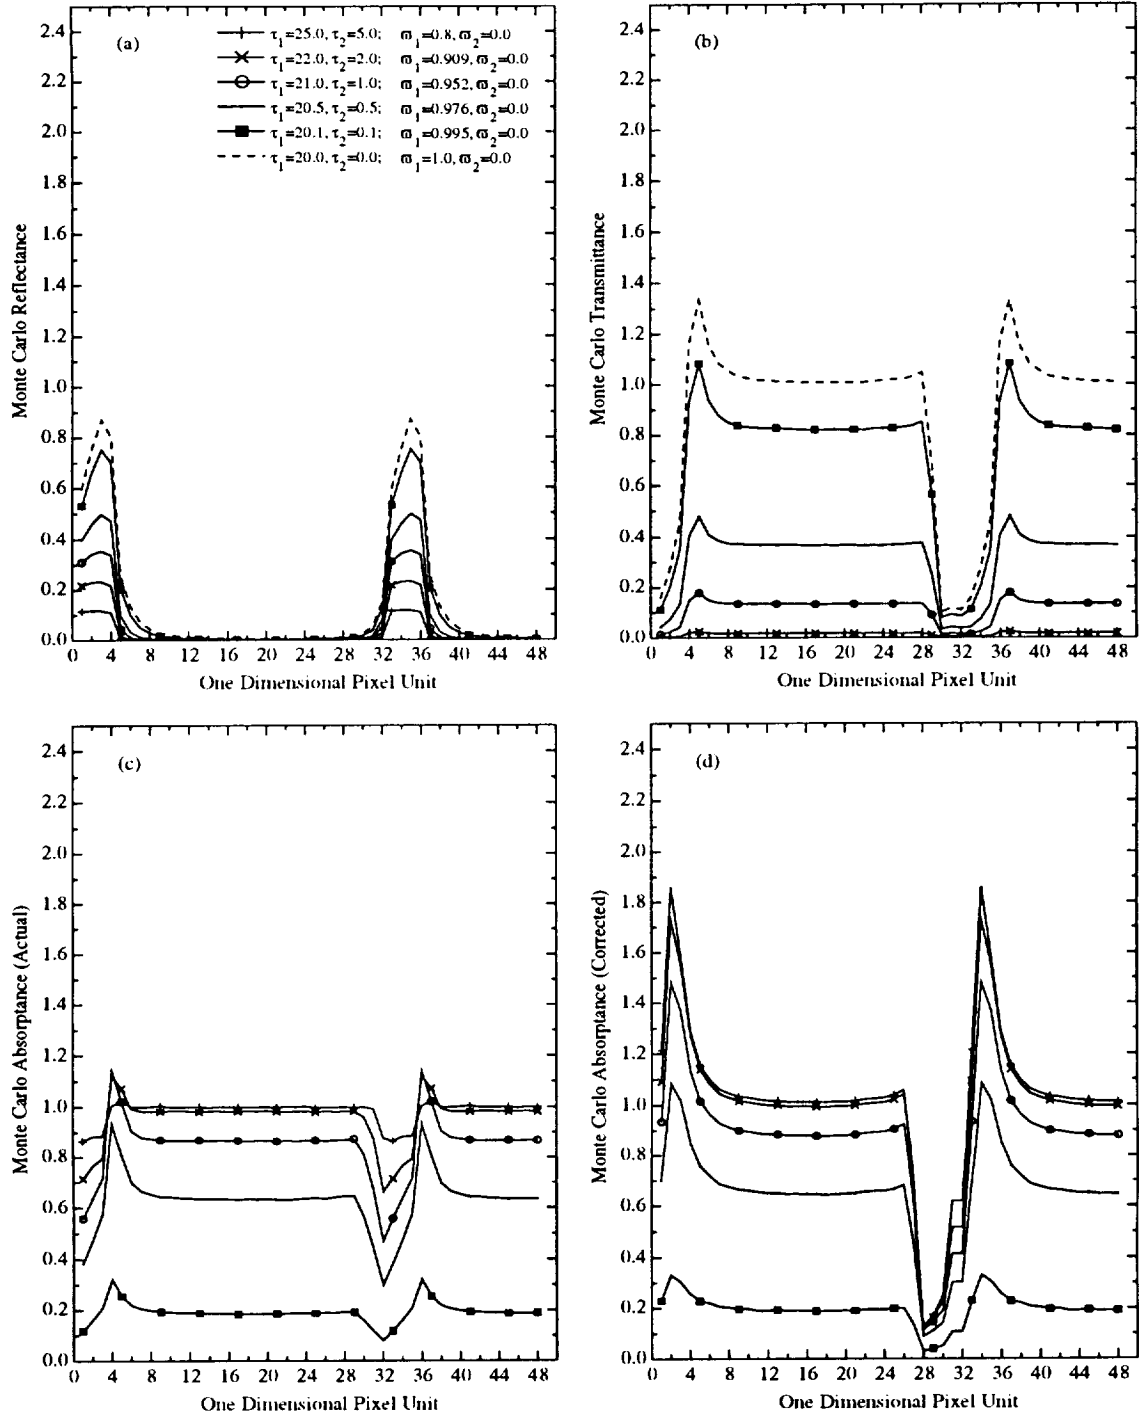 (a)
τ1=25.0, τ2=5.0; ϖ1=0.8, ϖ2=0.0
τ1=22.0, τ2=2.0; ϖ1=0.909, ϖ2=0.0
τ1=21.0, τ2=1.0; ϖ1=0.952, ϖ2=0.0
τ1=20.5, τ2=0.5; ϖ1=0.976, ϖ2=0.0
τ1=20.1, τ2=0.1; ϖ1=0.995, ϖ2=0.0
τ1=20.0, τ2=0.0; ϖ1=1.0, ϖ2=0.0
Monte Carlo Reflectance
2.4
2.2
2.0
1.8
1.6
1.4
1.2
1.0
0.8
0.6
0.4
0.2
0.0
0 4 8 12 16 20 24 28 32 36 40 44 48
One Dimensional Pixel Unit
(b)
Monte Carlo Transmittance
2.4
2.2
2.0
1.8
1.6
1.4
1.2
1.0
0.8
0.6
0.4
0.2
0.0
0 4 8 12 16 20 24 28 32 36 40 44 48
One Dimensional Pixel Unit
(c)
Monte Carlo Absorptance (Actual)
2.4
2.2
2.0
1.8
1.6
1.4
1.2
1.0
0.8
0.6
0.4
0.2
0.0
0 4 8 12 16 20 24 28 32 36 40 44 48
One Dimensional Pixel Unit
(d)
Monte Carlo Absorptance (Corrected)
2.4
2.2
2.0
1.8
1.6
1.4
1.2
1.0
0.8
0.6
0.4
0.2
0.0
0 4 8 12 16 20 24 28 32 36 40 44 48
One Dimensional Pixel Unit